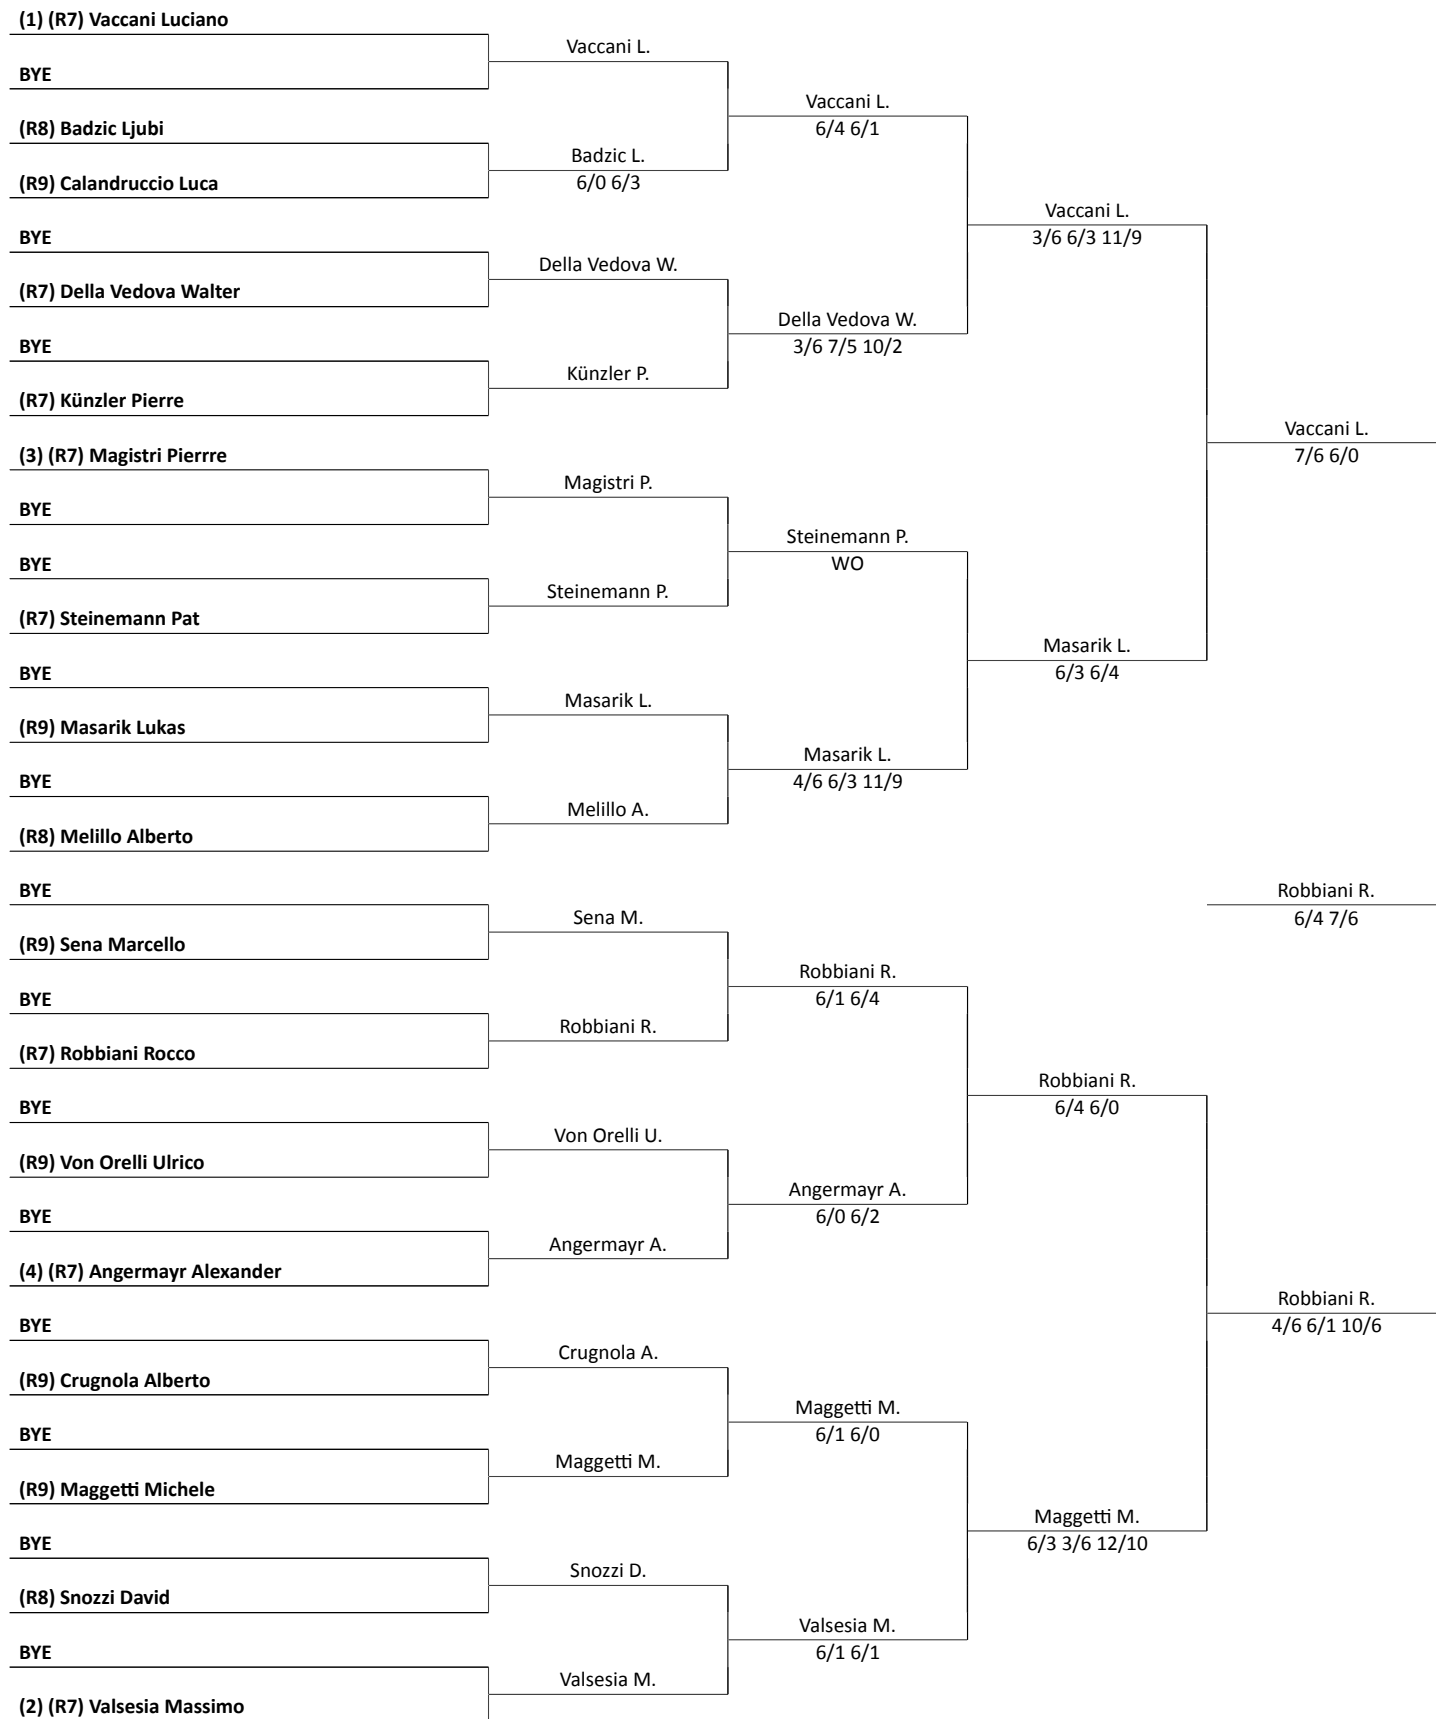 (1) (R7) Vaccani Luciano
Vaccani L.
BYE
Vaccani L.
6/4 6/1
(R8) Badzic Ljubi
Badzic L.
6/0 6/3
(R9) Calandruccio Luca
Vaccani L.
3/6 6/3 11/9
BYE
Della Vedova W.
(R7) Della Vedova Walter
Della Vedova W.
3/6 7/5 10/2
BYE
Künzler P.
(R7) Künzler Pierre
Vaccani L.
7/6 6/0
(3) (R7) Magistri Pierrre
Magistri P.
BYE
Steinemann P.
WO
BYE
Steinemann P.
(R7) Steinemann Pat
Masarik L.
6/3 6/4
BYE
Masarik L.
(R9) Masarik Lukas
Masarik L.
4/6 6/3 11/9
BYE
Melillo A.
(R8) Melillo Alberto
BYE
Robbiani R.
6/4 7/6
Sena M.
(R9) Sena Marcello
Robbiani R.
6/1 6/4
BYE
Robbiani R.
(R7) Robbiani Rocco
Robbiani R.
6/4 6/0
BYE
Von Orelli U.
(R9) Von Orelli Ulrico
Angermayr A.
6/0 6/2
BYE
Angermayr A.
(4) (R7) Angermayr Alexander
Robbiani R.
4/6 6/1 10/6
BYE
Crugnola A.
(R9) Crugnola Alberto
Maggetti M.
6/1 6/0
BYE
Maggetti M.
(R9) Maggetti Michele
Maggetti M.
6/3 3/6 12/10
BYE
Snozzi D.
(R8) Snozzi David
Valsesia M.
6/1 6/1
BYE
Valsesia M.
(2) (R7) Valsesia Massimo